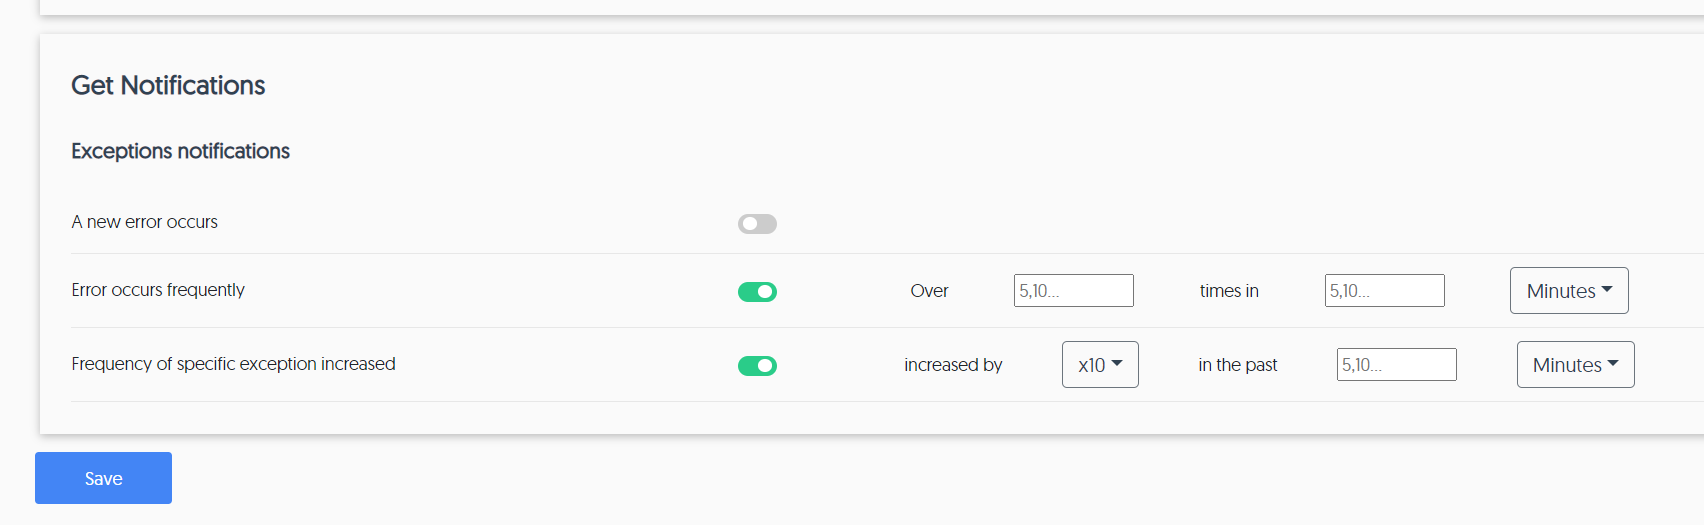 Get Notifications
Exceptions notifications
A new error occurs
Error occurs frequently Over 5,10... times in 5,10... Minutes
Frequency of specific exception increased increased by x10 in the past 5,10... Minutes
Save